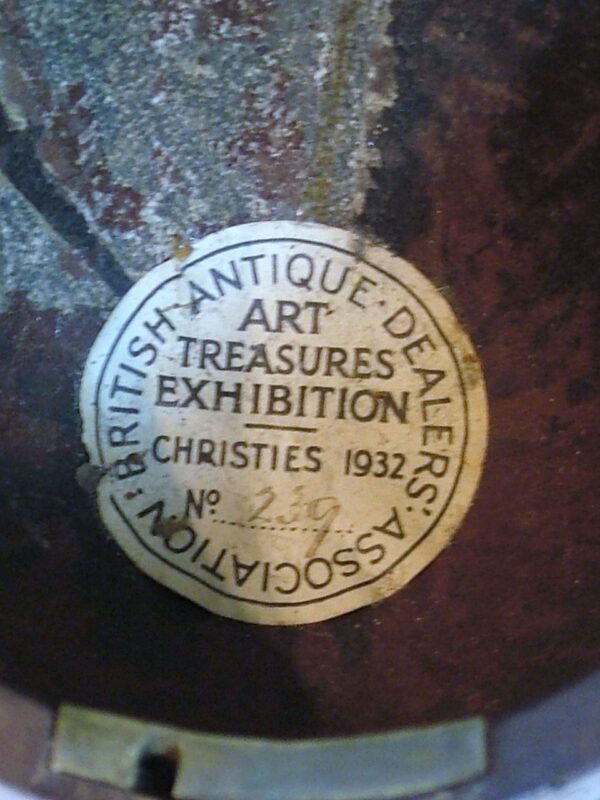 BRITISH ANTIQUE DEALERS' ASSOCIATION
ART
TREASURES
EXHIBITION
CHRISTIES 1932
No 239